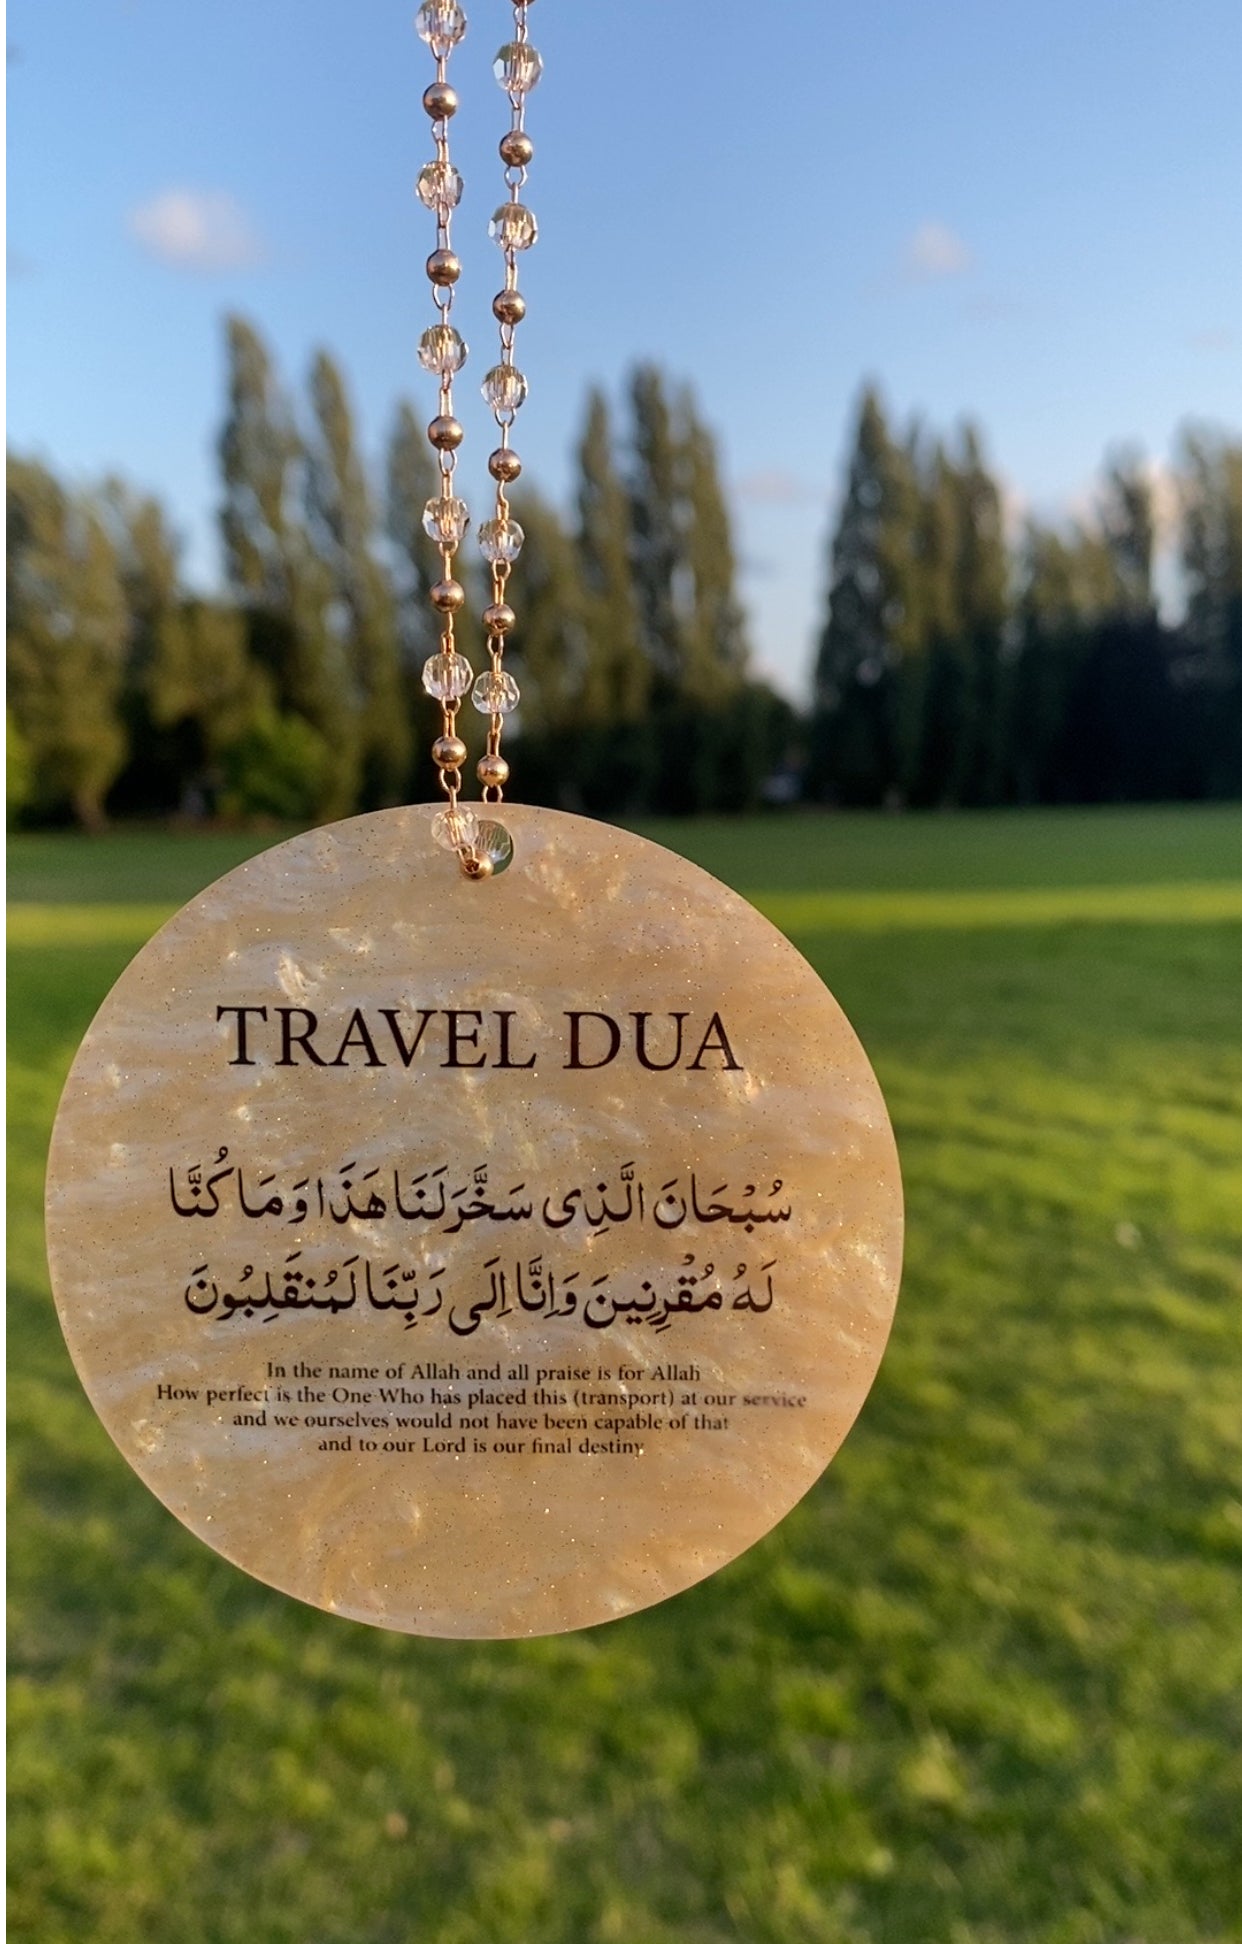 TRAVEL DUA
سُبْحَانَ الَّذِى سَخَّرَلَنَا هَذَا وَمَا كُنَّا
لَهُ مُقْرِنِينَ وَاِنَّا اِلَى رَبِّنَا لَمُنقَلِبُونَ
In the name of Allah and all praise is for Allah
How perfect is the One Who has placed this (transport) at our service
and we ourselves would not have been capable of that
and to our Lord is our final destiny